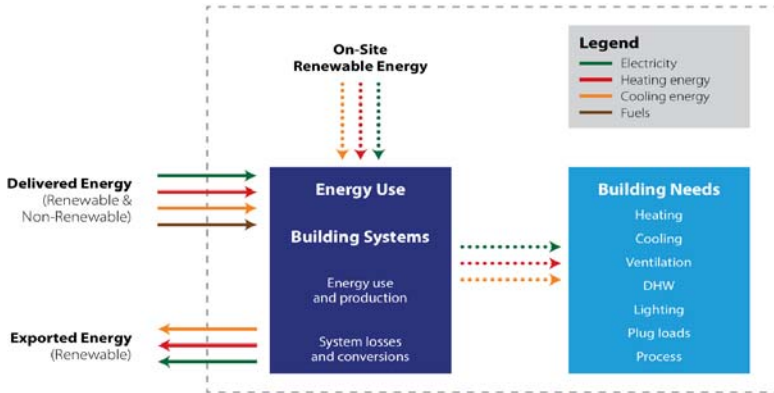 On-Site
Renewable Energy
Legend
Electricity
Heating energy
Cooling energy
Fuels
Delivered Energy
(Renewable &
Non-Renewable)
Energy Use
Building Systems
Energy use
and production
System losses
and conversions
Building Needs
Heating
Cooling
Ventilation
DHW
Lighting
Plug loads
Process
Exported Energy
(Renewable)